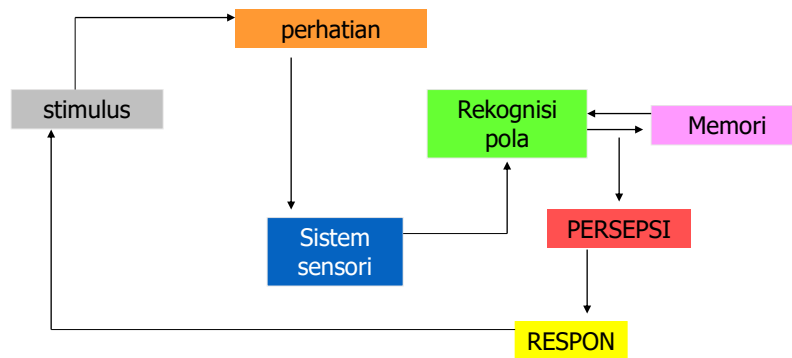 perhatian
stimulus
Rekognisi
pola
Memori
Sistem
sensori
PERSEPSI
RESPON